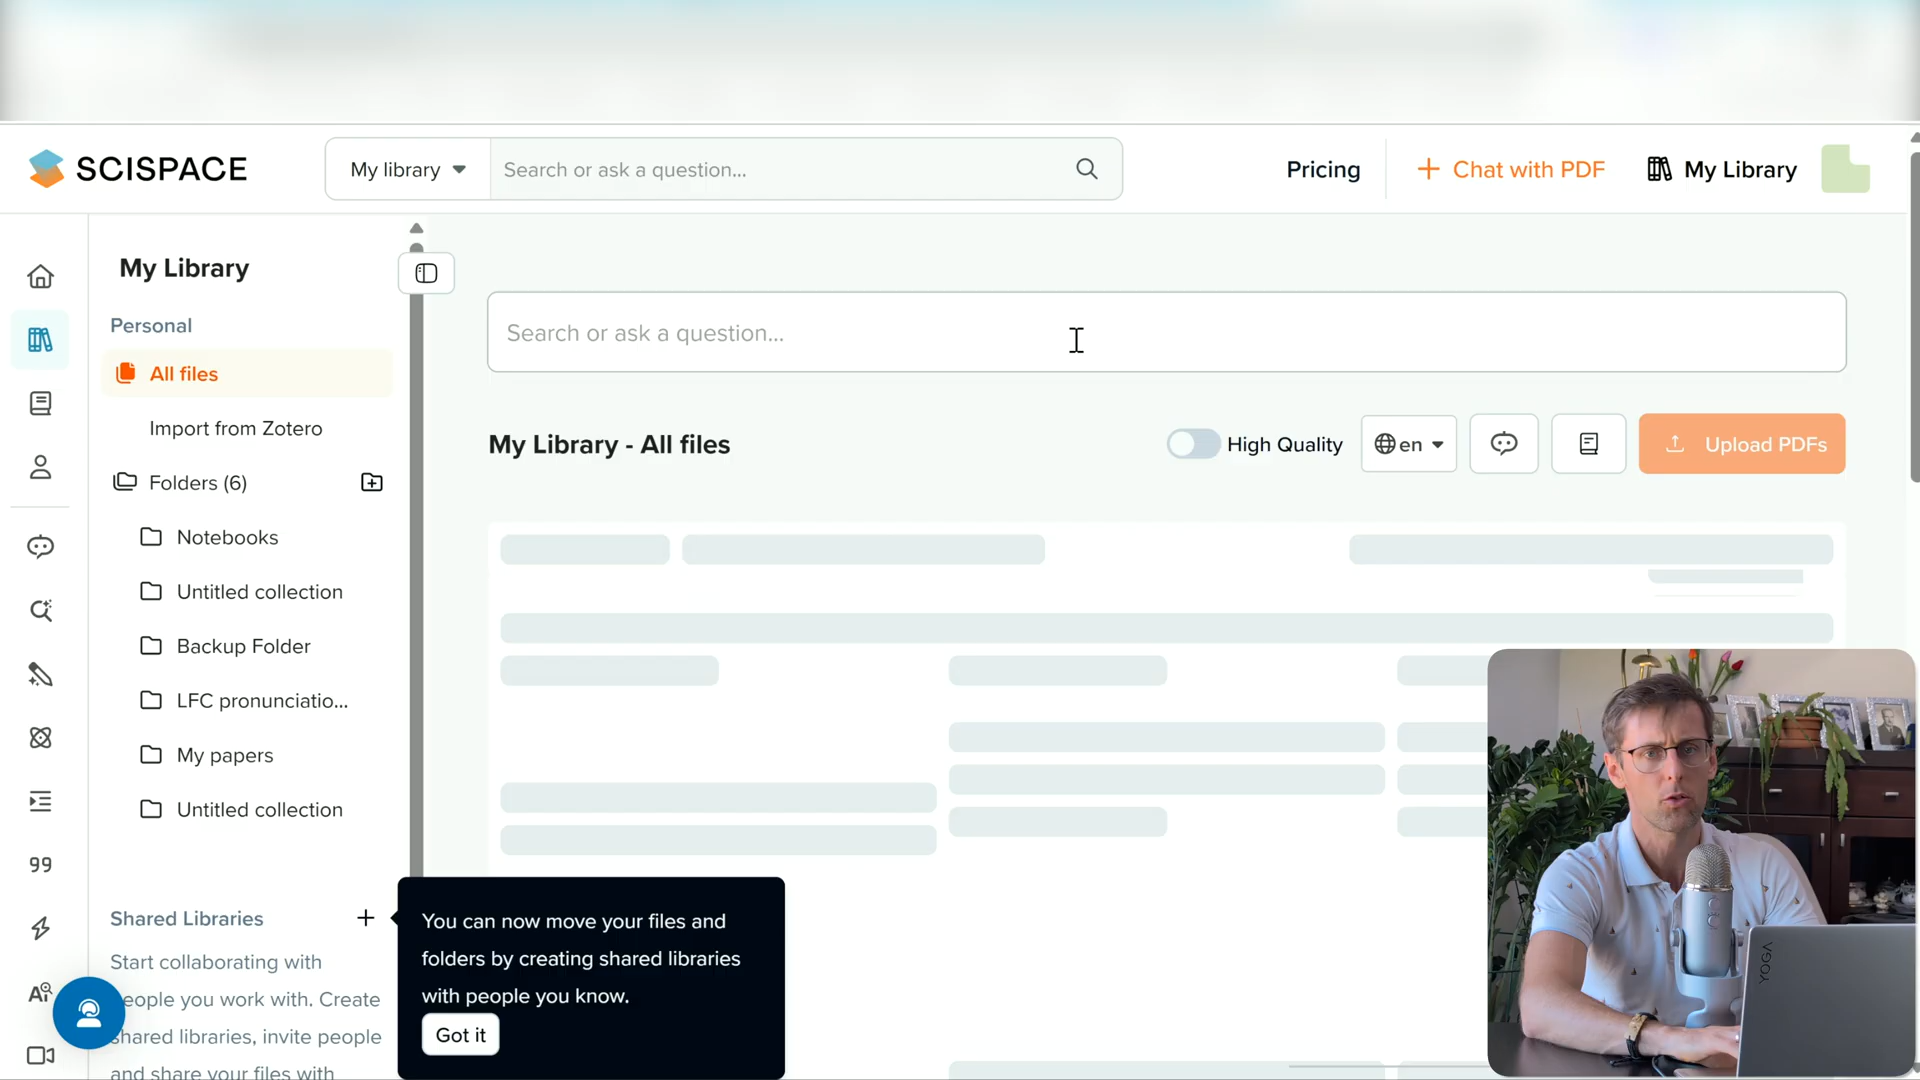 SCISPACE
My library
Search or ask a question...
Pricing
Chat with PDF
My Library
My Library
Personal
All files
Import from Zotero
Folders (6)
Notebooks
Untitled collection
Backup Folder
LFC pronunciatio...
My papers
Untitled collection
Shared Libraries
Start collaborating with
people you work with. Create
shared libraries, invite people
and share your files with
Search or ask a question...
My Library - All files
High Quality
en
Upload PDFs
You can now move your files and
folders by creating shared libraries
with people you know.
Got it
YOGA